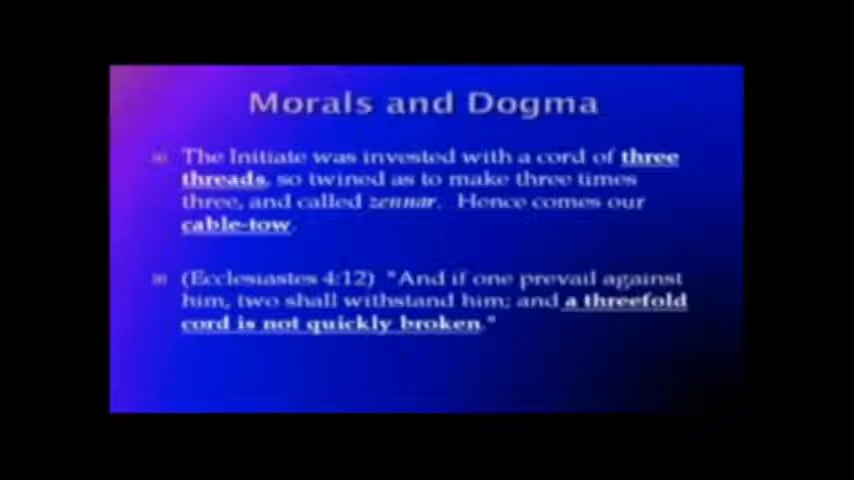 Morals and Dogma
The Initiate was invested with a cord of three
threads, so twined as to make three times
three, and called zennar. Hence comes our
cable-tow.
(Ecclesiastes 4:12) "And if one prevail against
him, two shall withstand him; and a threefold
cord is not quickly broken."